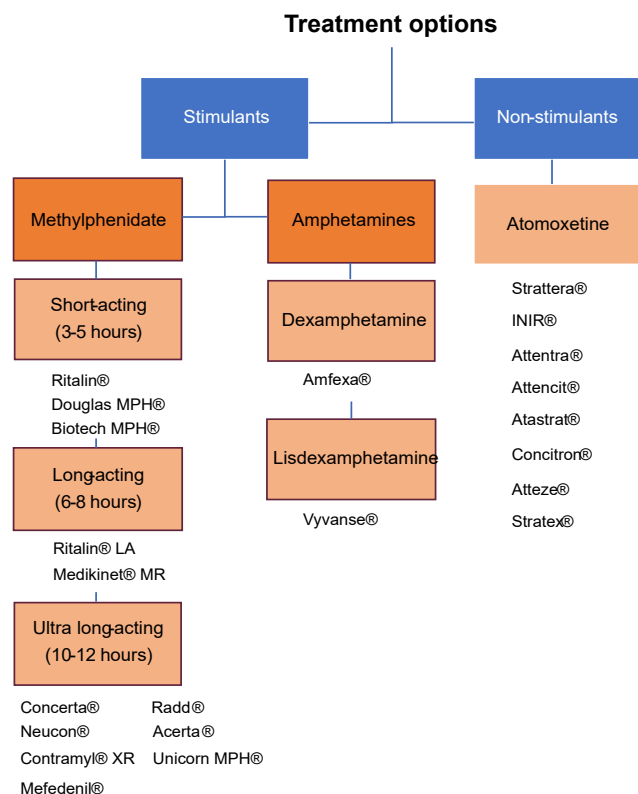 Treatment options
Stimulants
Non-stimulants
Methylphenidate
Amphetamines
Atomoxetine
Short-acting
(3-5 hours)
Ritalin®
Douglas MPH®
Biotech MPH®
Long-acting
(6-8 hours)
Ritalin® LA
Medikinet® MR
Ultra long-acting
(10-12 hours)
Concerta®
Neucon®
Contramyl® XR
Mefedenil®
Radd®
Acerta®
Unicorn MPH®
Dexamphetamine
Amfexa®
Lisdexamphetamine
Vyvanse®
Strattera®
INIR®
Attentra®
Attencit®
Atastrat®
Concitron®
Atteze®
Stratex®